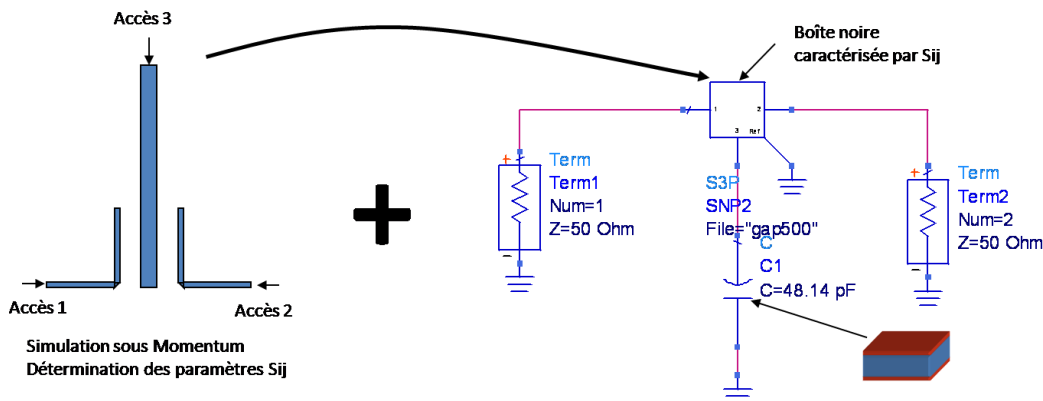 Accès 3
Accès 1
Accès 2
Simulation sous Momentum
Détermination des paramètres Sij
Boîte noire
caractérisée par Sij
1
2
3
Ref
+
Term
Term1
Num=1
Z=50 Ohm
−
S3P
SNP2
File="gap500"
C
C1
C=48.14 pF
+
Term
Term2
Num=2
Z=50 Ohm
−